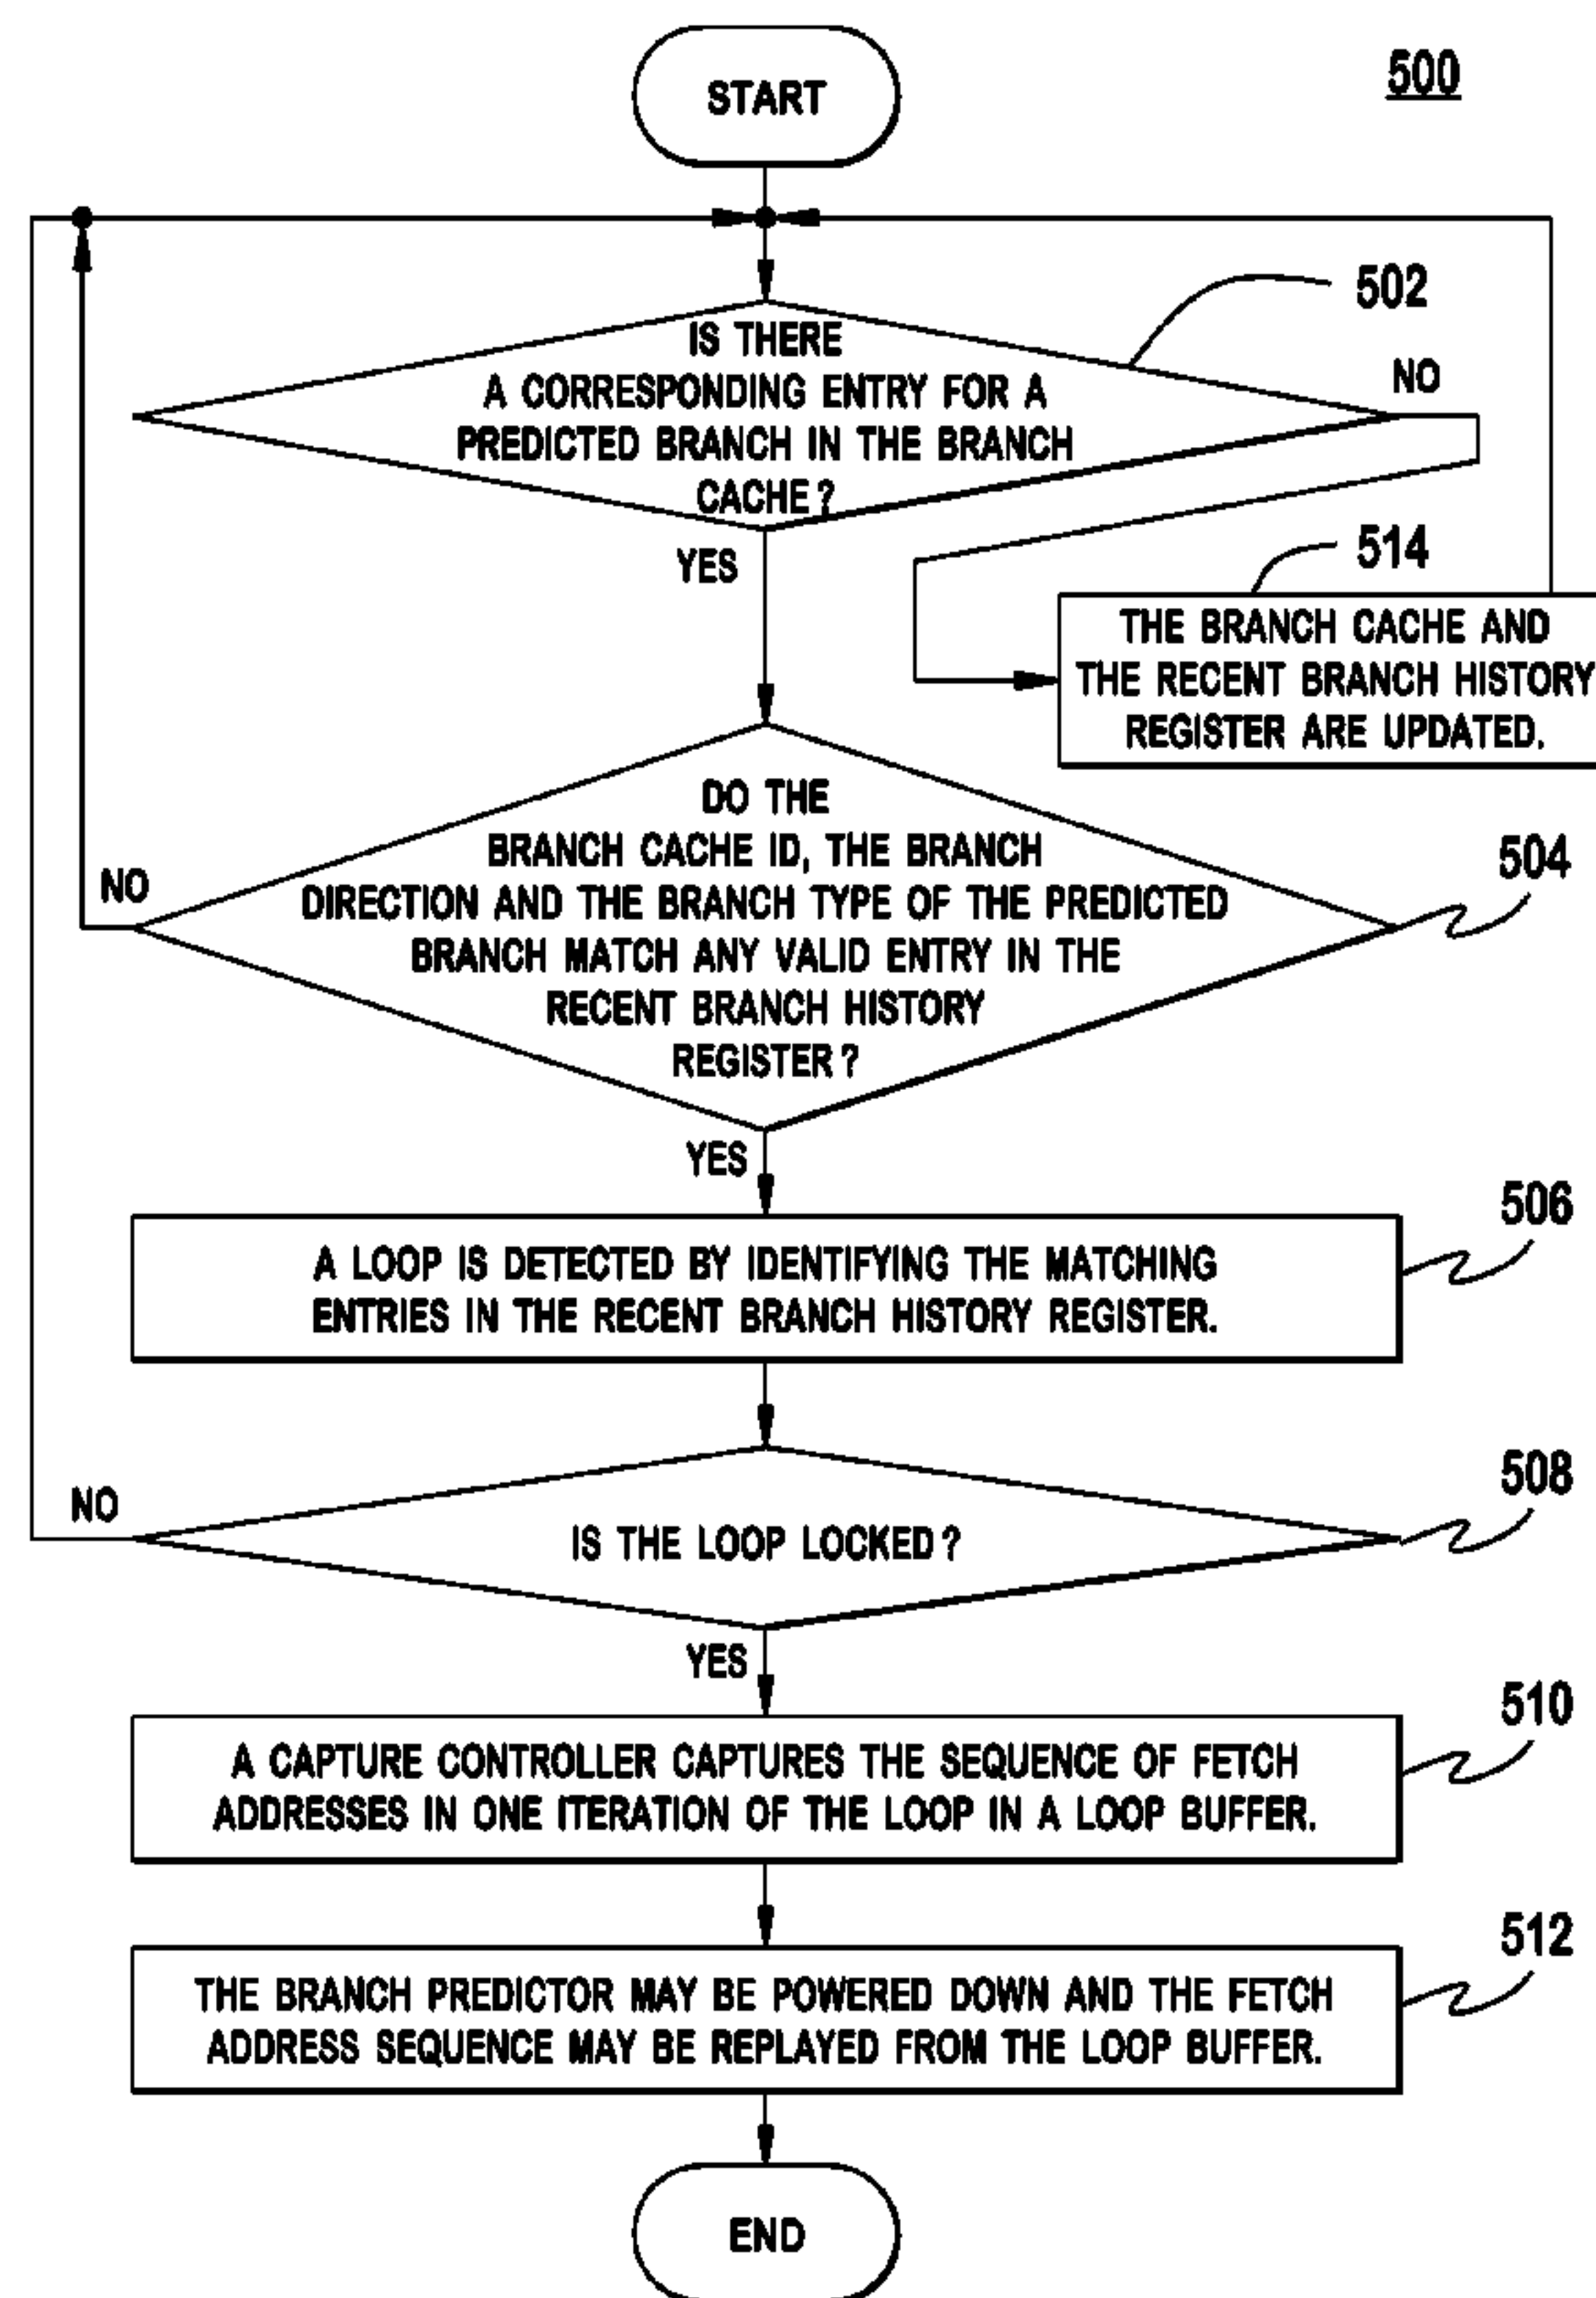 START
500
502
IS THERE
A CORRESPONDING ENTRY FOR A
PREDICTED BRANCH IN THE BRANCH
CACHE?
NO
YES
514
THE BRANCH CACHE AND
THE RECENT BRANCH HISTORY
REGISTER ARE UPDATED.
DO THE
BRANCH CACHE ID, THE BRANCH
DIRECTION AND THE BRANCH TYPE OF THE PREDICTED
BRANCH MATCH ANY VALID ENTRY IN THE
RECENT BRANCH HISTORY
REGISTER?
504
NO
YES
506
A LOOP IS DETECTED BY IDENTIFYING THE MATCHING
ENTRIES IN THE RECENT BRANCH HISTORY REGISTER.
508
NO
IS THE LOOP LOCKED?
YES
510
A CAPTURE CONTROLLER CAPTURES THE SEQUENCE OF FETCH
ADDRESSES IN ONE ITERATION OF THE LOOP IN A LOOP BUFFER.
512
THE BRANCH PREDICTOR MAY BE POWERED DOWN AND THE FETCH
ADDRESS SEQUENCE MAY BE REPLAYED FROM THE LOOP BUFFER.
END